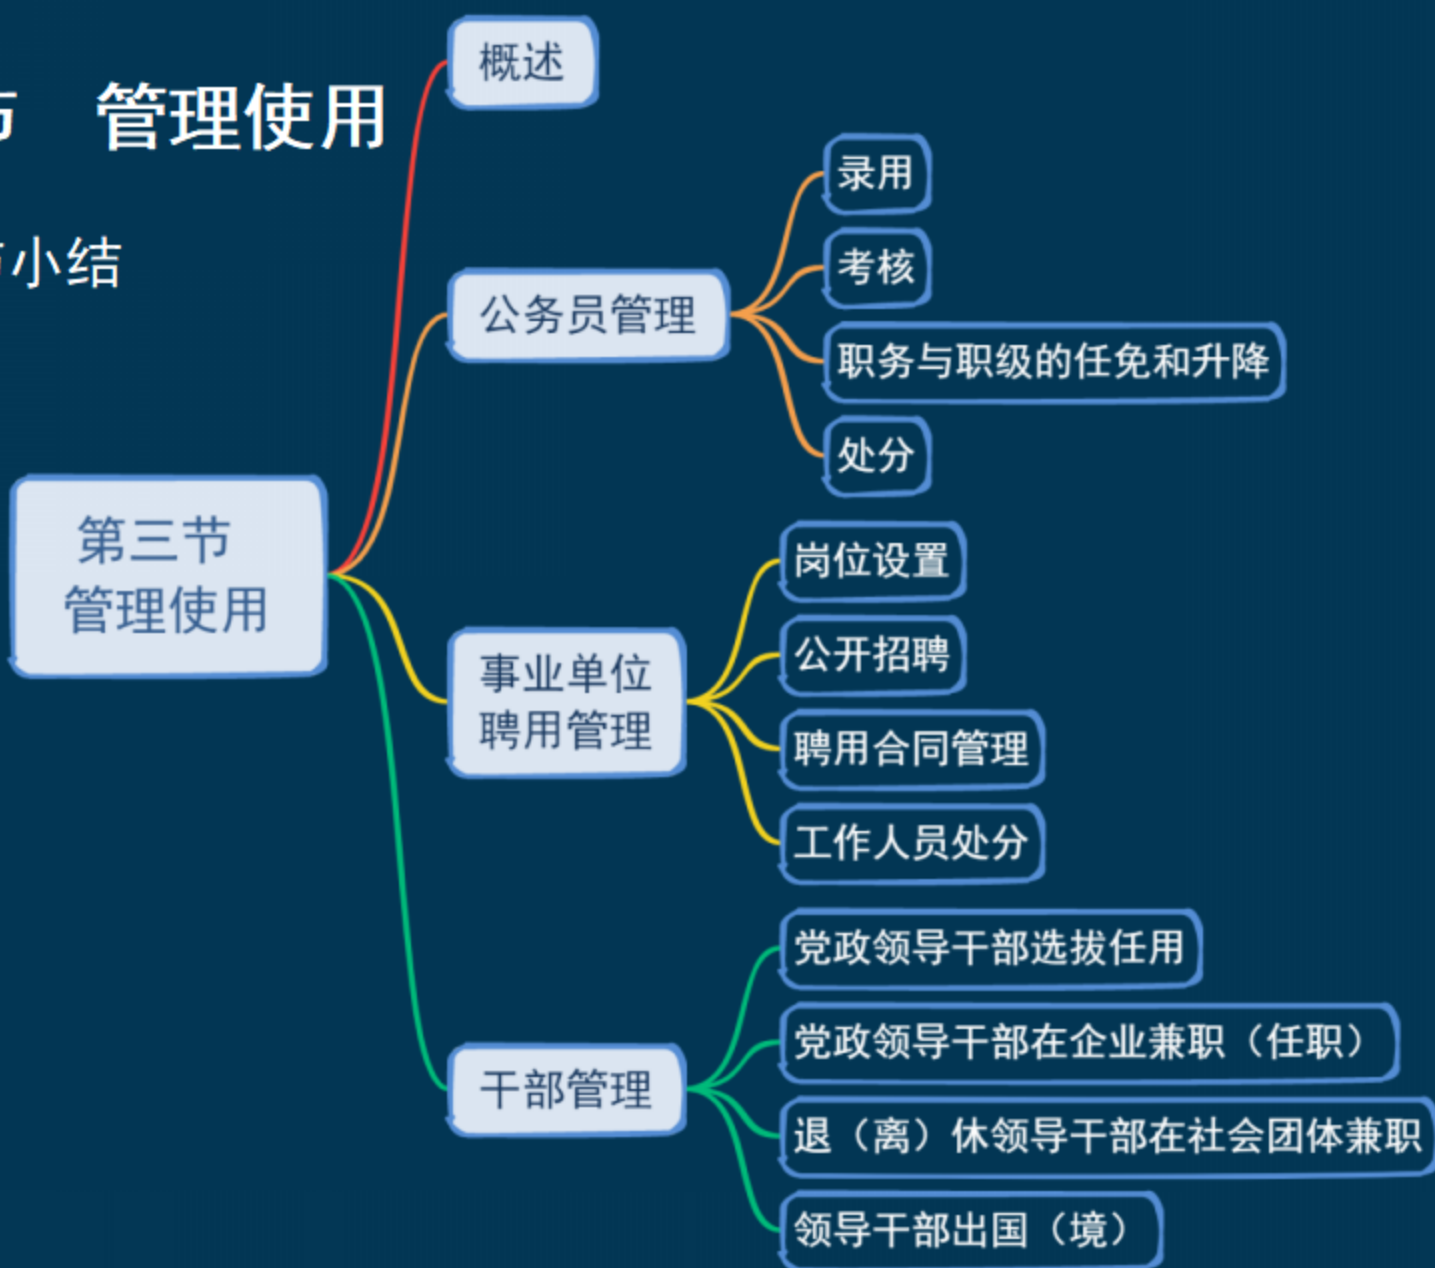 管理使用
小结
第三节
管理使用
概述
公务员管理
录用
考核
职务与职级的任免和升降
处分
事业单位
聘用管理
岗位设置
公开招聘
聘用合同管理
工作人员处分
干部管理
党政领导干部选拔任用
党政领导干部在企业兼职（任职）
退（离）休领导干部在社会团体兼职
领导干部出国（境）